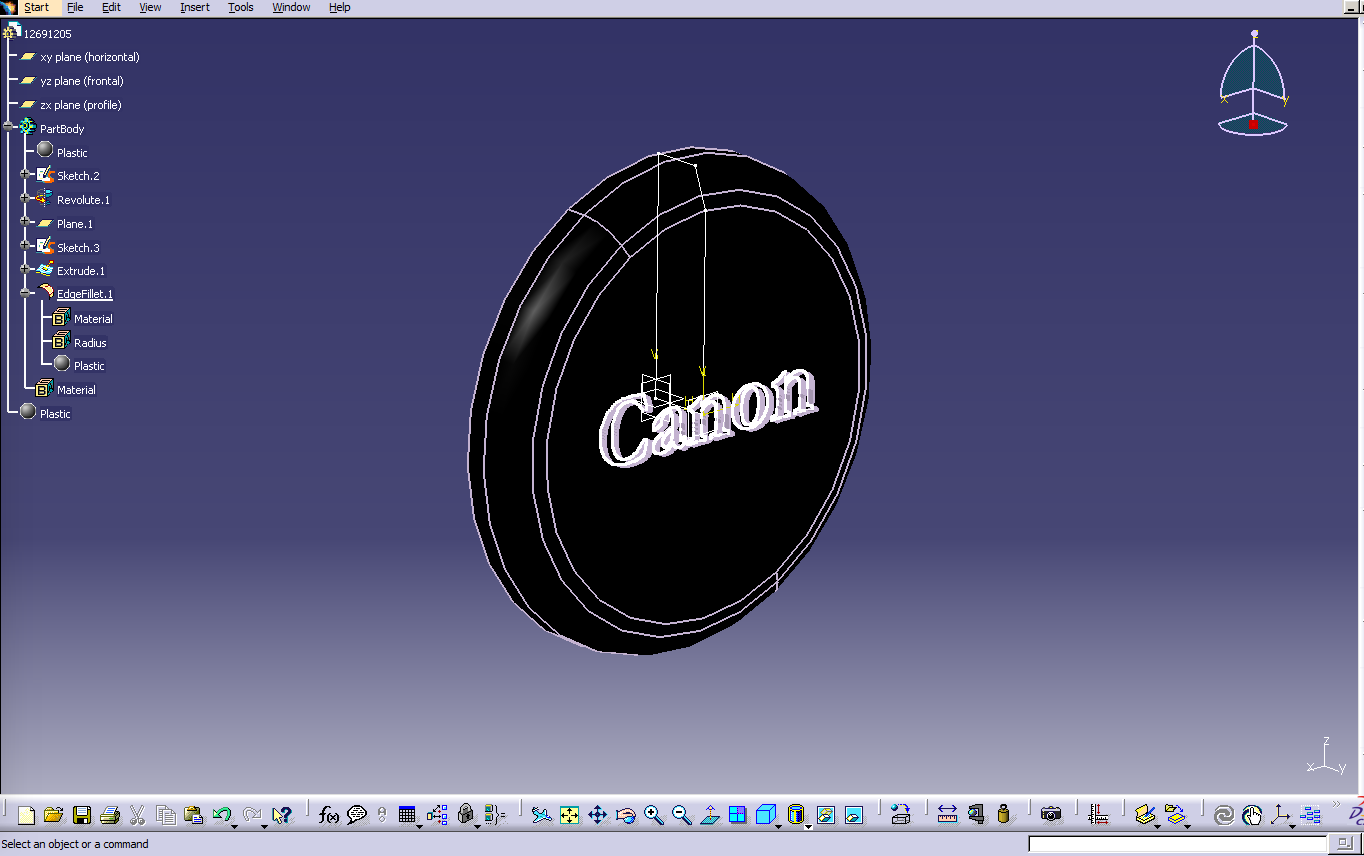 Start File Edit View Insert Tools Window Help
12691205
xy plane (horizontal)
yz plane (frontal)
zx plane (profile)
PartBody
Plastic
Sketch.2
Revolute.1
Plane.1
Sketch.3
Extrude.1
EdgeFillet.1
Material
Radius
Plastic
Material
Plastic
x
y
Canon
z
x
y
f(x)
Select an object or a command